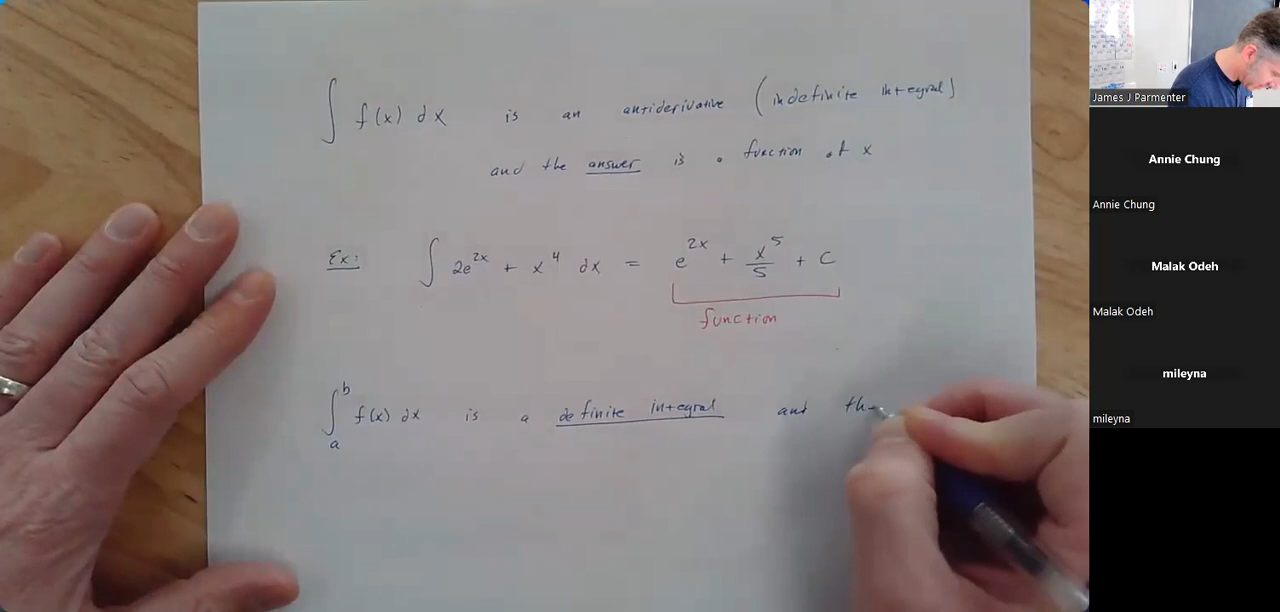 ∫ f(x) dx is an antiderivative (indefinite integral)
and the answer is a function of x
Ex: ∫ 2e^{2x} + x^4 dx = e^{2x} + x^5/5 + C
function
∫_a^b f(x) dx is a definite integral and the
James J Parmenter
Annie Chung
Annie Chung
Malak Odeh
Malak Odeh
mileyna
mileyna